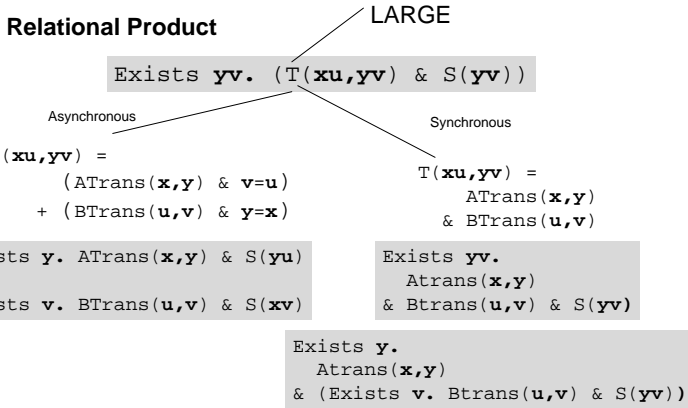 LARGE
Relational Product
Exists yv. (T(xu,yv) & S(yv))
Asynchronous
Synchronous
(xu,yv) =
(ATrans(x,y) & v=u)
+ (BTrans(u,v) & y=x)
T(xu,yv) =
ATrans(x,y)
& BTrans(u,v)
sts y. ATrans(x,y) & S(yu)
sts v. BTrans(u,v) & S(xv)
Exists yv.
Atrans(x,y)
& Btrans(u,v) & S(yv)
Exists y.
Atrans(x,y)
& (Exists v. Btrans(u,v) & S(yv))